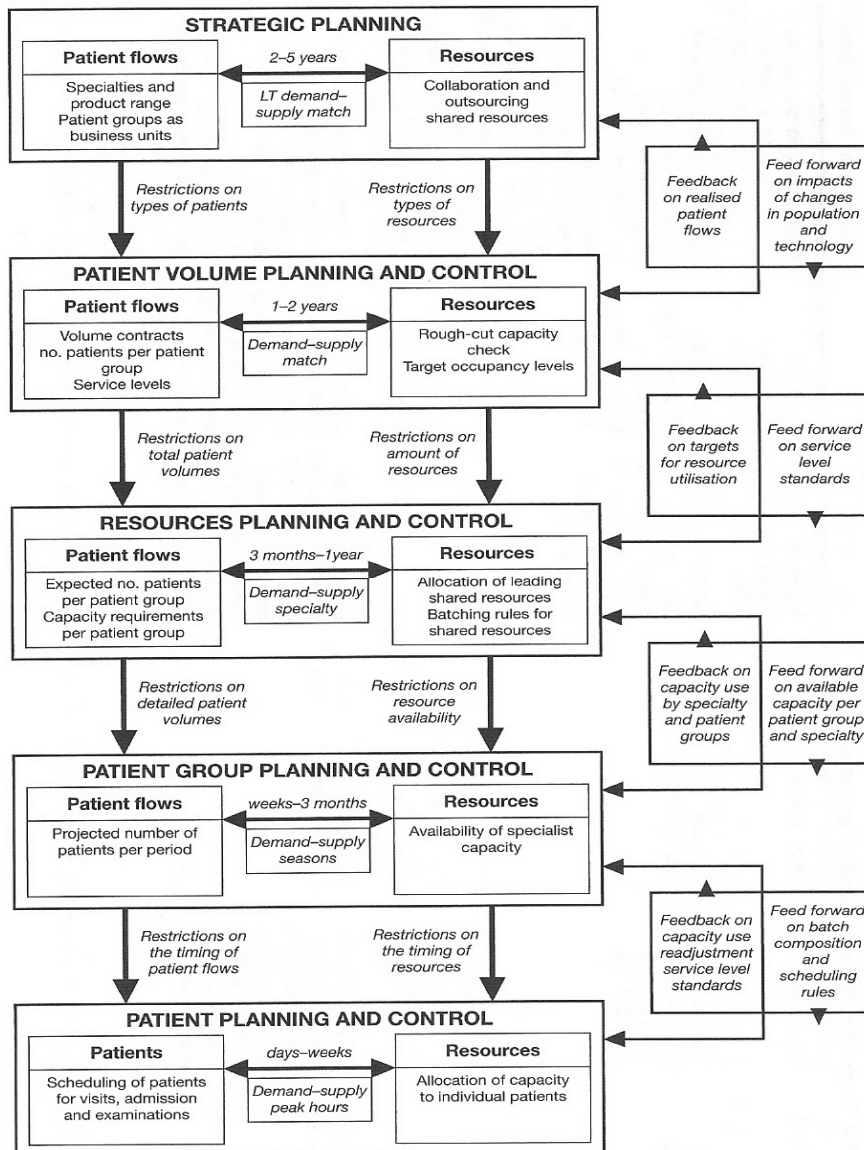 STRATEGIC PLANNING
Patient flows
Specialties and
product range
Patient groups as
business units
2–5 years
LT demand–
supply match
Resources
Collaboration and
outsourcing
shared resources
Restrictions on
types of patients
Restrictions on
types of
resources
Feedback
on realised
patient
flows
Feed forward
on impacts
of changes
in population
and
technology
PATIENT VOLUME PLANNING AND CONTROL
Patient flows
Volume contracts
no. patients per patient
group
Service levels
1–2 years
Demand–supply
match
Resources
Rough-cut capacity
check
Target occupancy levels
Restrictions on
total patient
volumes
Restrictions on
amount of
resources
Feedback
on targets
for resource
utilisation
Feed forward
on service
level
standards
RESOURCES PLANNING AND CONTROL
Patient flows
Expected no. patients
per patient group
Capacity requirements
per patient group
3 months–1year
Demand–supply
specialty
Resources
Allocation of leading
shared resources
Batching rules for
shared resources
Restrictions on
detailed patient
volumes
Restrictions on
resource
availability
Feedback on
capacity use
by specialty
and patient
groups
Feed forward
on available
capacity per
patient group
and specialty
PATIENT GROUP PLANNING AND CONTROL
Patient flows
Projected number of
patients per period
weeks–3 months
Demand–supply
seasons
Resources
Availability of specialist
capacity
Restrictions on
the timing of
patient flows
Restrictions on
the timing of
resources
Feedback on
capacity use
readjustment
service level
standards
Feed forward
on batch
composition
and
scheduling
rules
PATIENT PLANNING AND CONTROL
Patients
Scheduling of patients
for visits, admission
and examinations
days–weeks
Demand–supply
peak hours
Resources
Allocation of capacity
to individual patients